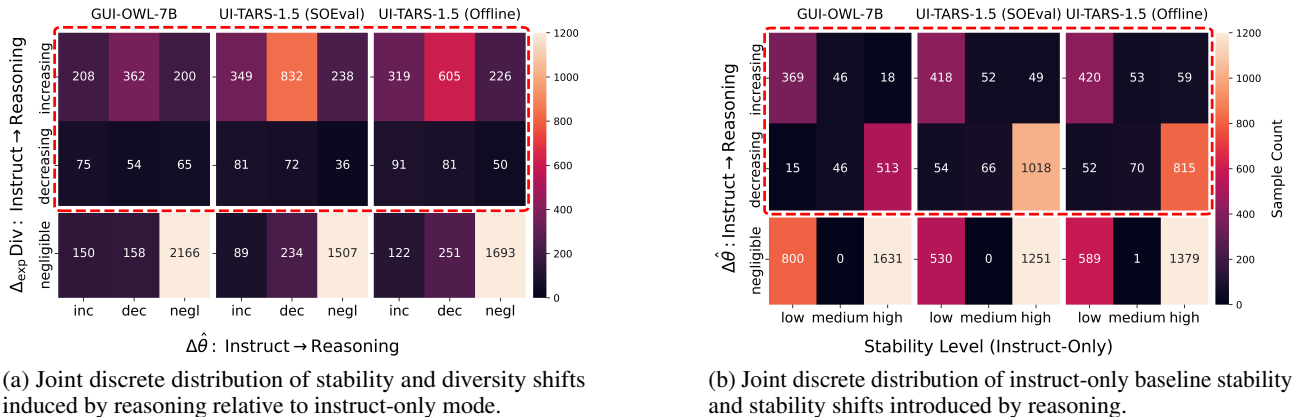 GUI-OWL-7B UI-TARS-1.5 (SOEval) UI-TARS-1.5 (Offline)
Δexp Div : Instruct → Reasoning
increasing
208 362 200 349 832 238 319 605 226
decreasing
75 54 65 81 72 36 91 81 50
negligible
150 158 2166 89 234 1507 122 251 1693
inc dec negl inc dec negl inc dec negl
Δθ̂ : Instruct → Reasoning
1200
1000
800
600
400
200
0
(a) Joint discrete distribution of stability and diversity shifts
induced by reasoning relative to instruct-only mode.
GUI-OWL-7B UI-TARS-1.5 (SOEval) UI-TARS-1.5 (Offline)
Δθ̂ : Instruct → Reasoning
increasing
369 46 18 418 52 49 420 53 59
decreasing
15 46 513 54 66 1018 52 70 815
negligible
800 0 1631 530 0 1251 589 1 1379
low medium high low medium high low medium high
Stability Level (Instruct-Only)
1200
1000
800
600
400
200
0
Sample Count
(b) Joint discrete distribution of instruct-only baseline stability
and stability shifts introduced by reasoning.